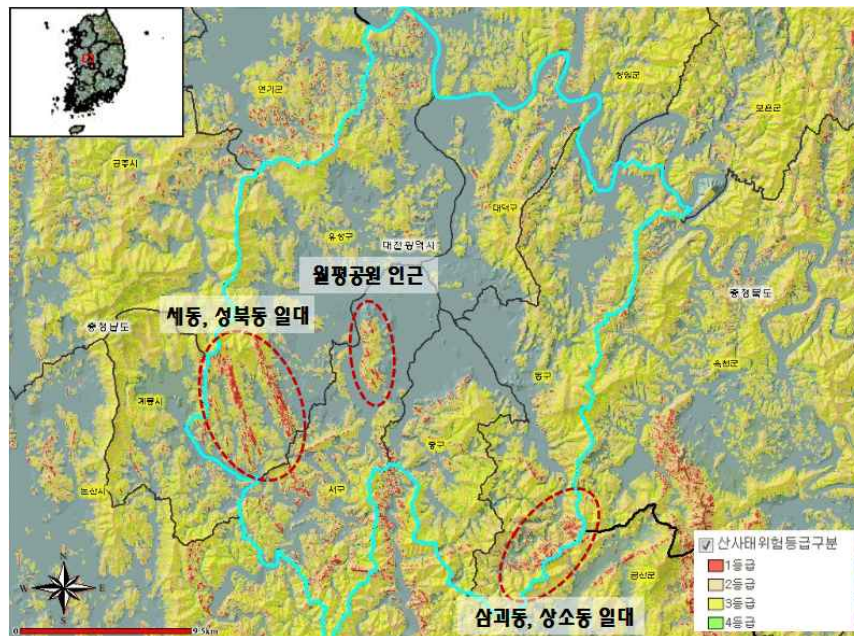 연기군
청원군
보은군
공주시
대덕구
유성구
대전광역시
월평공원 인근
세동, 성북동 일대
충청북도
충청남도
옥천군
계룡시
동구
중구
서구
논산시
금산군
N
W
E
S
0
9.5km
삼괴동, 상소동 일대
산사태위험등급구분
1등급
2등급
3등급
4등급